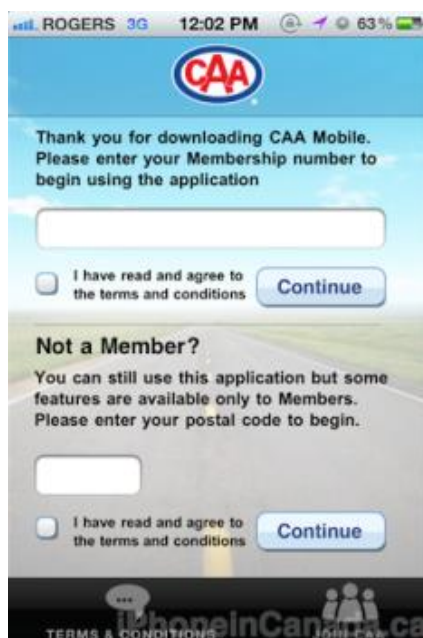 ROGERS 3G 12:02 PM 63%
CAA
Thank you for downloading CAA Mobile.
Please enter your Membership number to
begin using the application
I have read and agree to
the terms and conditions
Continue
Not a Member?
You can still use this application but some
features are available only to Members.
Please enter your postal code to begin.
I have read and agree to
the terms and conditions
Continue
iPhoneInCanada.ca
TERMS & CONDITIONS